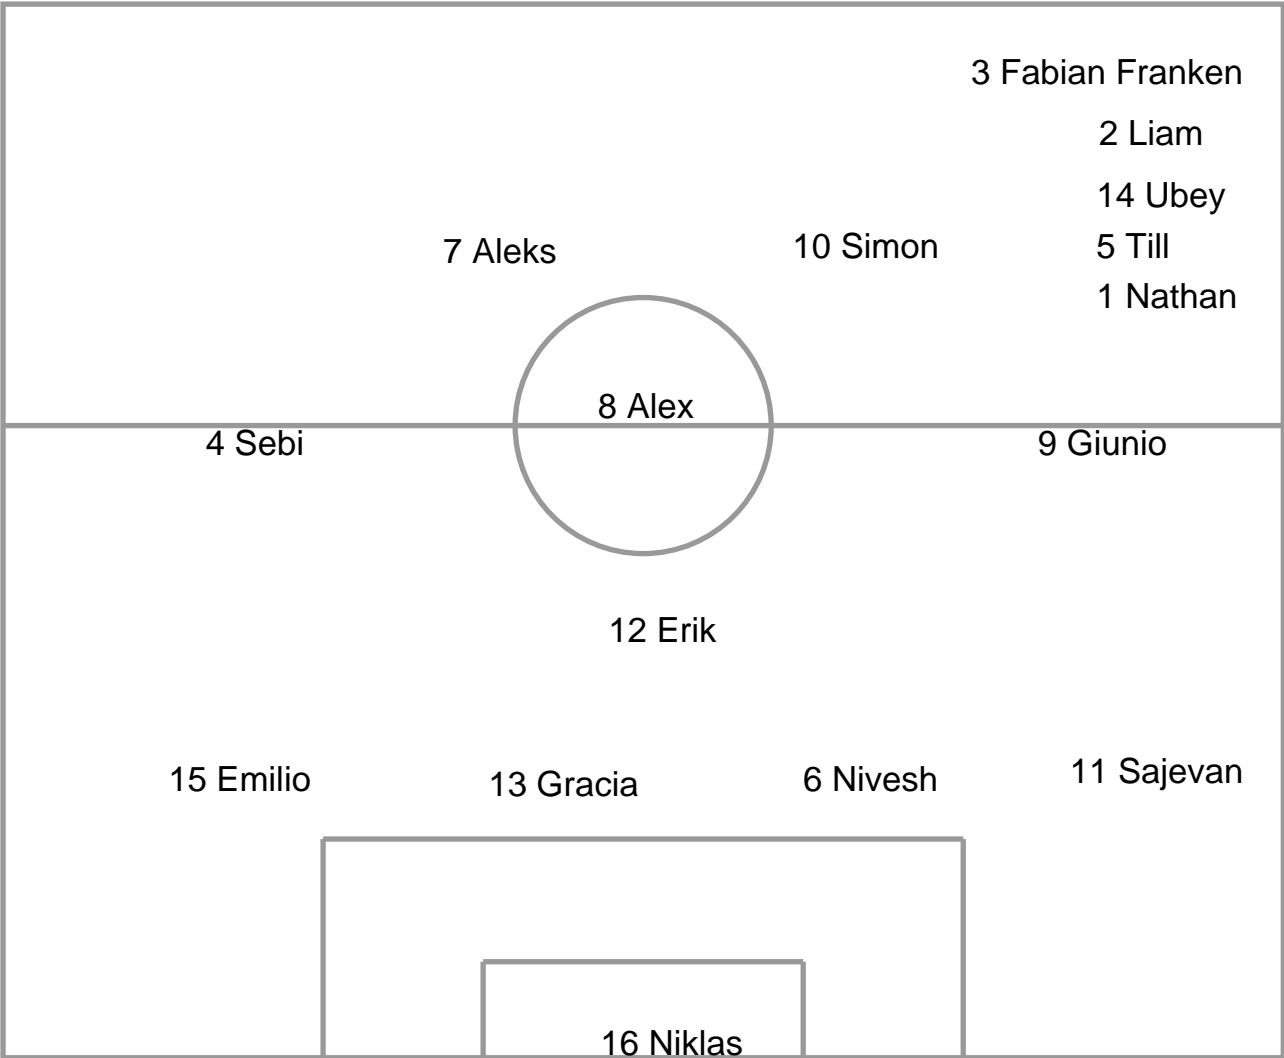 3 Fabian Franken
2 Liam
14 Ubey
7 Aleks
10 Simon
5 Till
1 Nathan
8 Alex
4 Sebi
9 Giunio
12 Erik
15 Emilio
13 Gracia
6 Nivesh
11 Sajevan
16 Niklas